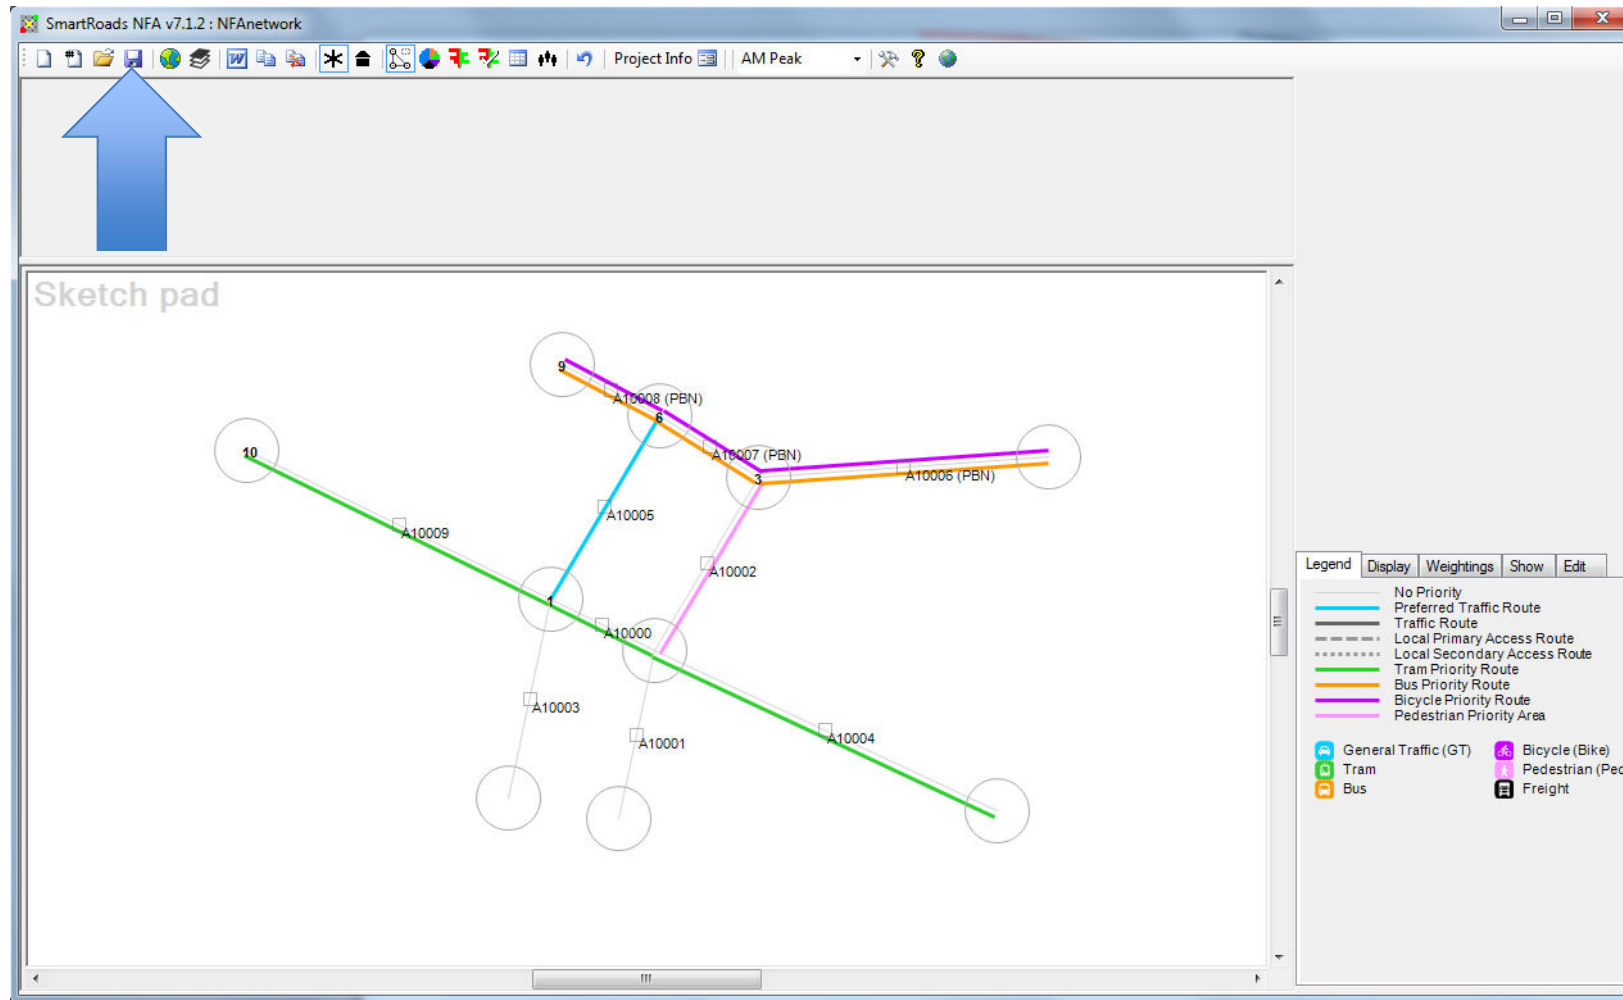 SmartRoads NFA v7.1.2 : NFAnetwork
Project Info AM Peak
Sketch pad
9
A10008 (PBN)
6
10
A10007 (PBN)
3
A10006 (PBN)
A10005
A10009
A10002
1
A10000
A10003
A10004
A10001
Legend Display Weightings Show Edit
No Priority
Preferred Traffic Route
Traffic Route
Local Primary Access Route
Local Secondary Access Route
Tram Priority Route
Bus Priority Route
Bicycle Priority Route
Pedestrian Priority Area
General Traffic (GT) Bicycle (Bike)
Tram Pedestrian (Ped
Bus Freight